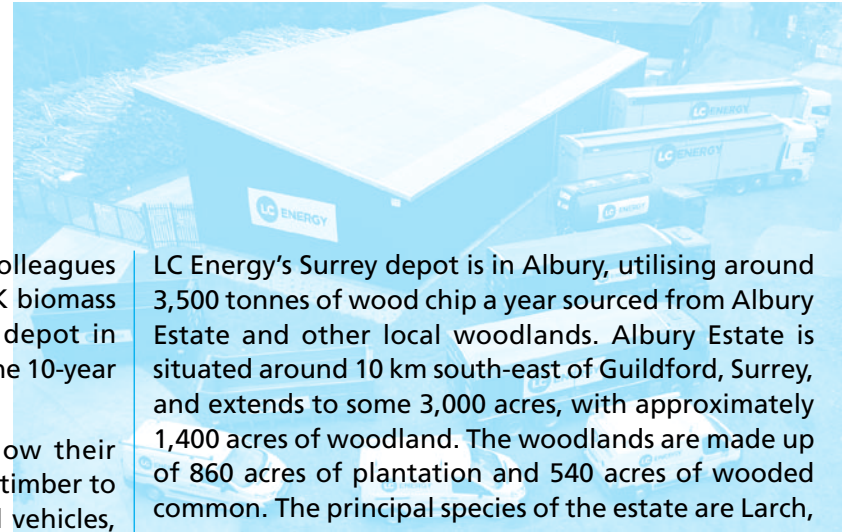 LC ENERGY
LC ENERGY
LC ENERGY
LC ENERGY
olleagues
K biomass
depot in
ne 10-year
ow their
timber to
vehicles,
LC Energy’s Surrey depot is in Albury, utilising around
3,500 tonnes of wood chip a year sourced from Albury
Estate and other local woodlands. Albury Estate is
situated around 10 km south-east of Guildford, Surrey,
and extends to some 3,000 acres, with approximately
1,400 acres of woodland. The woodlands are made up
of 860 acres of plantation and 540 acres of wooded
common. The principal species of the estate are Larch,